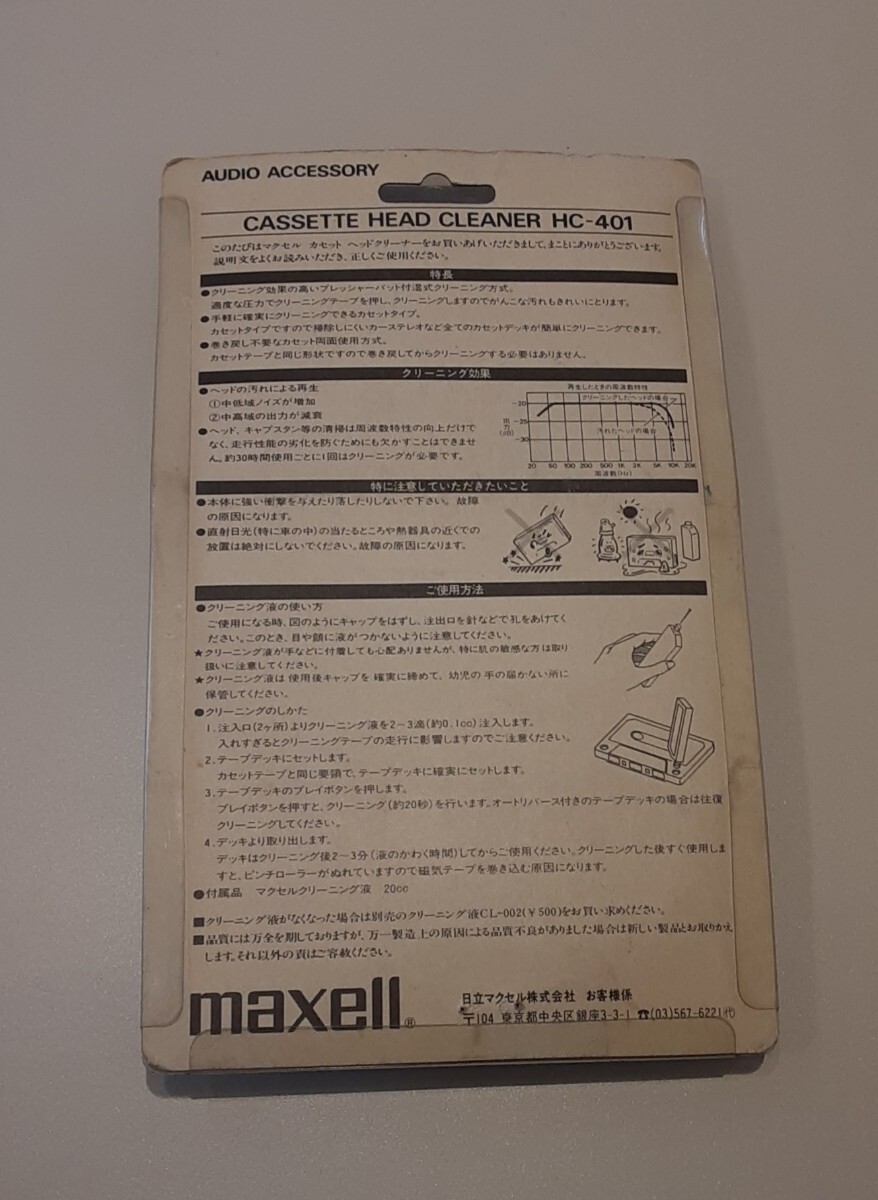 AUDIO ACCESSORY
CASSETTE HEAD CLEANER HC-401
このたびはマクセル カセット ヘッドクリーナーをお買いあげいただきまして、まことにありがとうございます。
説明文をよくお読みいただき、正しくご使用ください。
特長
●クリーニング効果の高いプレッシャーパット付湿式クリーニング方式。
適度な圧力でクリーニングテープを押し、クリーニングしますのでがんこな汚れもきれいにとります。
●手軽に確実にクリーニングできるカセットタイプ。
カセットタイプですので掃除しにくいカーステレオなど全てのカセットデッキが簡単にクリーニングできます。
●巻き戻し不要なカセット両面使用方式。
カセットテープと同じ形状ですので巻き戻してからクリーニングする必要はありません。
クリーニング効果
●ヘッドの汚れによる再生
①中低域ノイズが増加
②中高域の出力が減衰
●ヘッド、キャプスタン等の清掃は周波数特性の向上だけで
なく、走行性能の劣化を防ぐためにも欠かすことはできませ
ん。約30時間使用ごとに1回はクリーニングが必要です。
再生したときの周波数特性
クリーニングしたヘッドの場合
汚れたヘッドの場合
出力(dB)
-20
-25
-30
20 50 100 200 500 1K 2K 5K 10K 20K
周波数(Hz)
特に注意していただきたいこと
●本体に強い衝撃を与えたり落したりしないで下さい。故障
の原因になります。
●直射日光(特に車の中)の当たるところや熱器具の近くでの
放置は絶対にしないでください。故障の原因になります。
ご使用方法
●クリーニング液の使い方
ご使用になる時、図のようにキャップをはずし、注出口を針などで孔をあけてく
ださい。このとき、目や顔に液がつかないように注意してください。
★クリーニング液が手などに付着しても心配ありませんが、特に肌の敏感な方は取り
扱いに注意してください。
★クリーニング液は使用後キャップを確実に締めて、幼児の手の届かない所に
保管してください。
●クリーニングのしかた
1.注入口(2ヶ所)よりクリーニング液を2〜3滴(約0.1cc)注入します。
入れすぎるとクリーニングテープの走行に影響しますのでご注意ください。
2.テープデッキにセットします。
カセットテープと同じ要領で、テープデッキに確実にセットします。
3.テープデッキのプレイボタンを押します。
プレイボタンを押すと、クリーニング(約20秒)を行います。オートリバース付きのテープデッキの場合は往復
クリーニングしてください。
4.デッキより取り出します。
デッキはクリーニング後2〜3分(液のかわく時間)してからご使用ください。クリーニングした後すぐ使用しま
すと、ピンチローラーがぬれていますので磁気テープを巻き込む原因になります。
●付属品 マクセルクリーニング液 20cc
■クリーニング液がなくなった場合は別売のクリーニング液CL-002(¥500)をお買い求めください。
■品質には万全を期しておりますが、万一製造上の原因による品質不良がありました場合は新しい製品とお取りかえ
します。それ以外の責はご容赦ください。
maxell®
日立マクセル株式会社 お客様係
〒104 東京都中央区銀座3-3-1 ☎(03)567-6221代